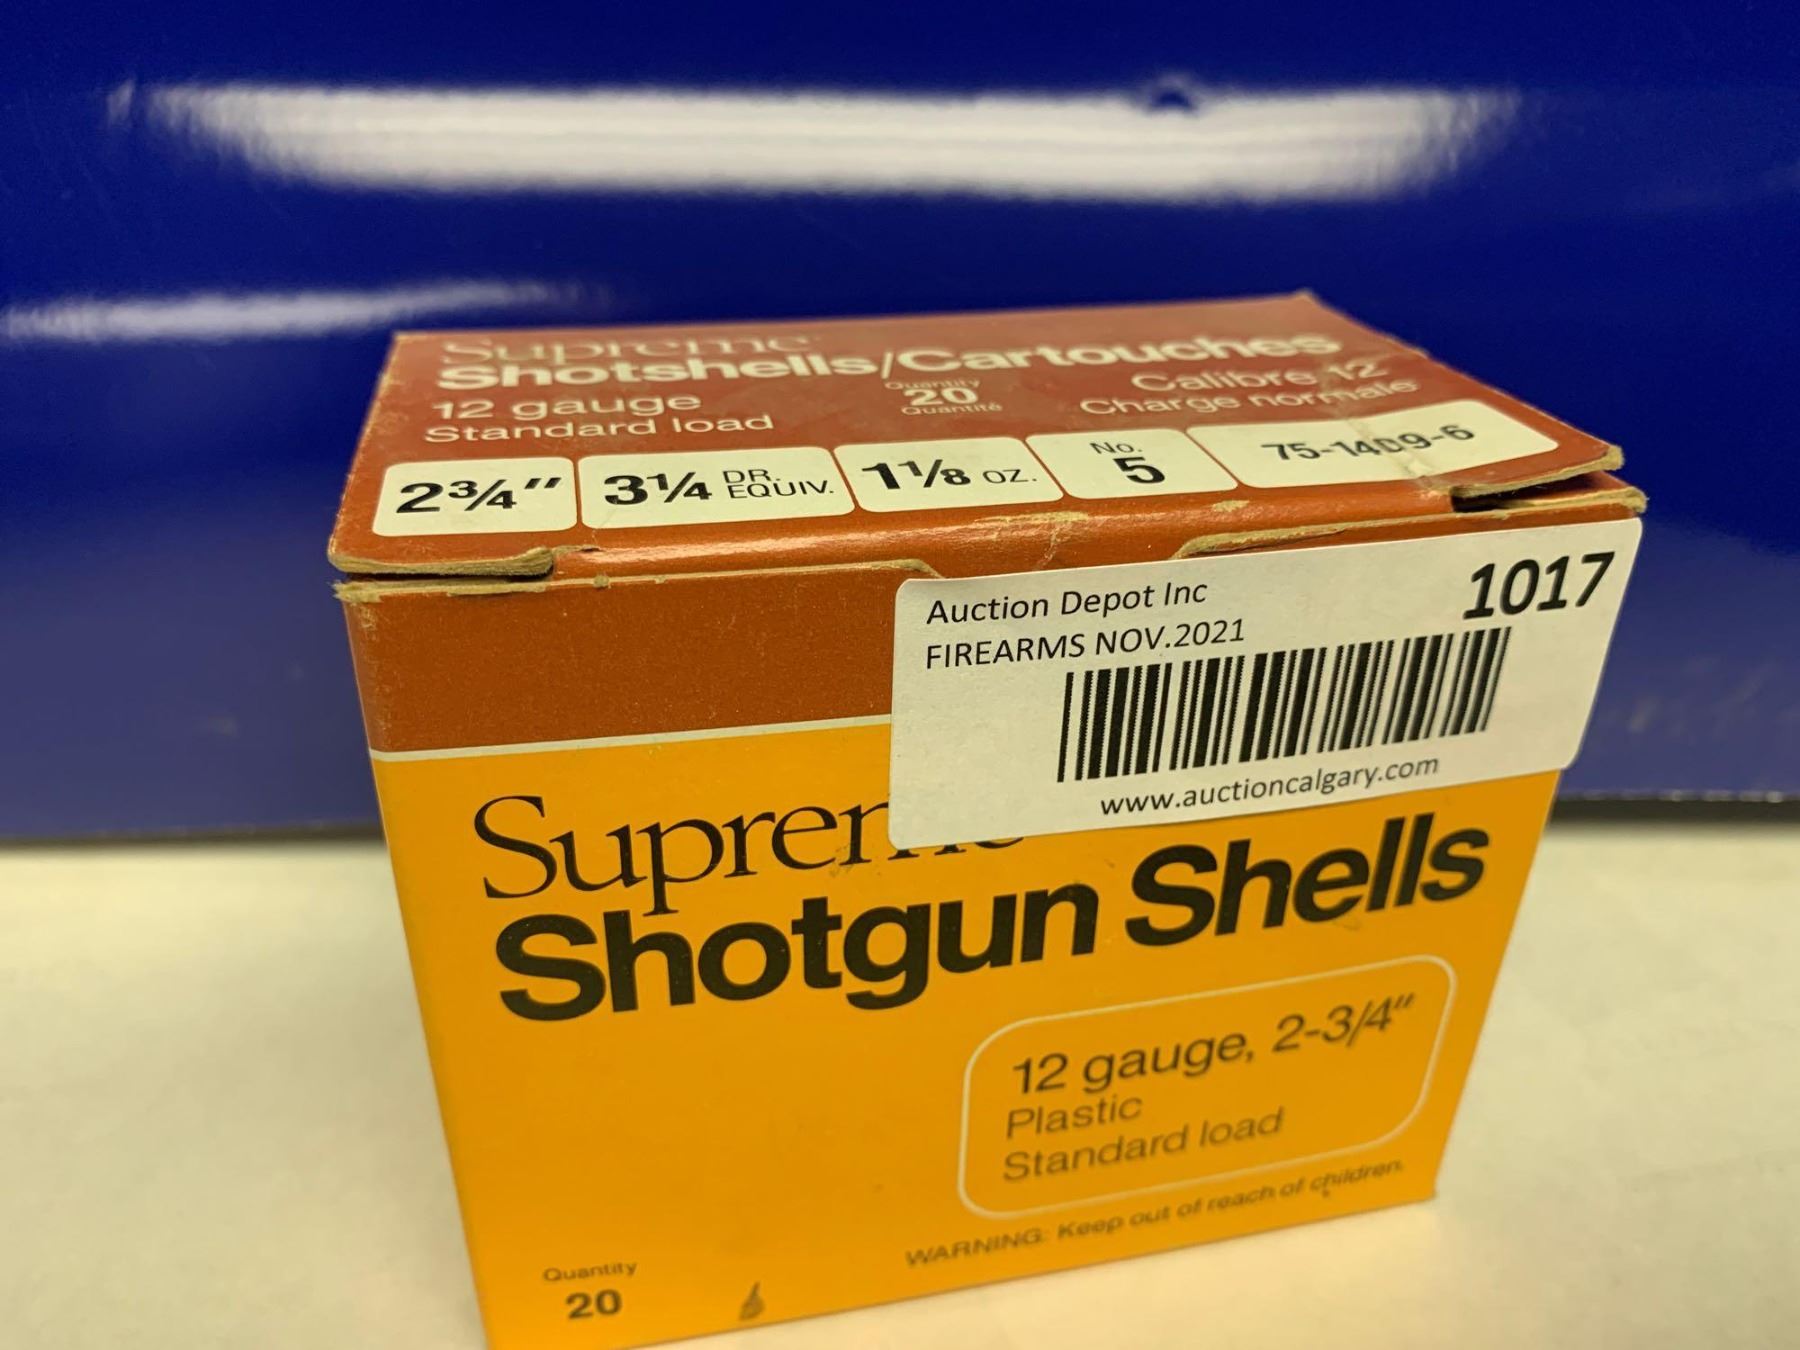 Supreme
Shotshells/Cartouches
12 gauge
Standard load
Quantity
20
Quantité
Calibre 12
Charge normale
2¾"
3¼ DR. EQUIV.
1⅛ OZ.
No. 5
75-1409-6
Auction Depot Inc
1017
FIREARMS NOV.2021
www.auctioncalgary.com
Supreme
Shotgun Shells
12 gauge, 2-3/4"
Plastic
Standard load
WARNING: Keep out of reach of children.
Quantity
20